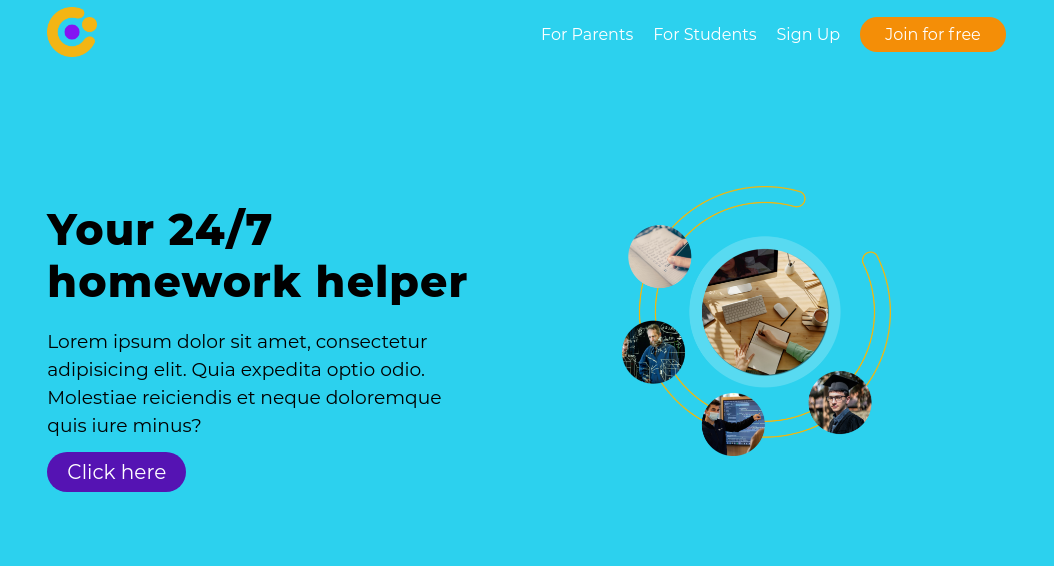 For Parents For Students Sign Up Join for free
Your 24/7
homework helper
Lorem ipsum dolor sit amet, consectetur
adipisicing elit. Quia expedita optio odio.
Molestiae reiciendis et neque doloremque
quis iure minus?
Click here